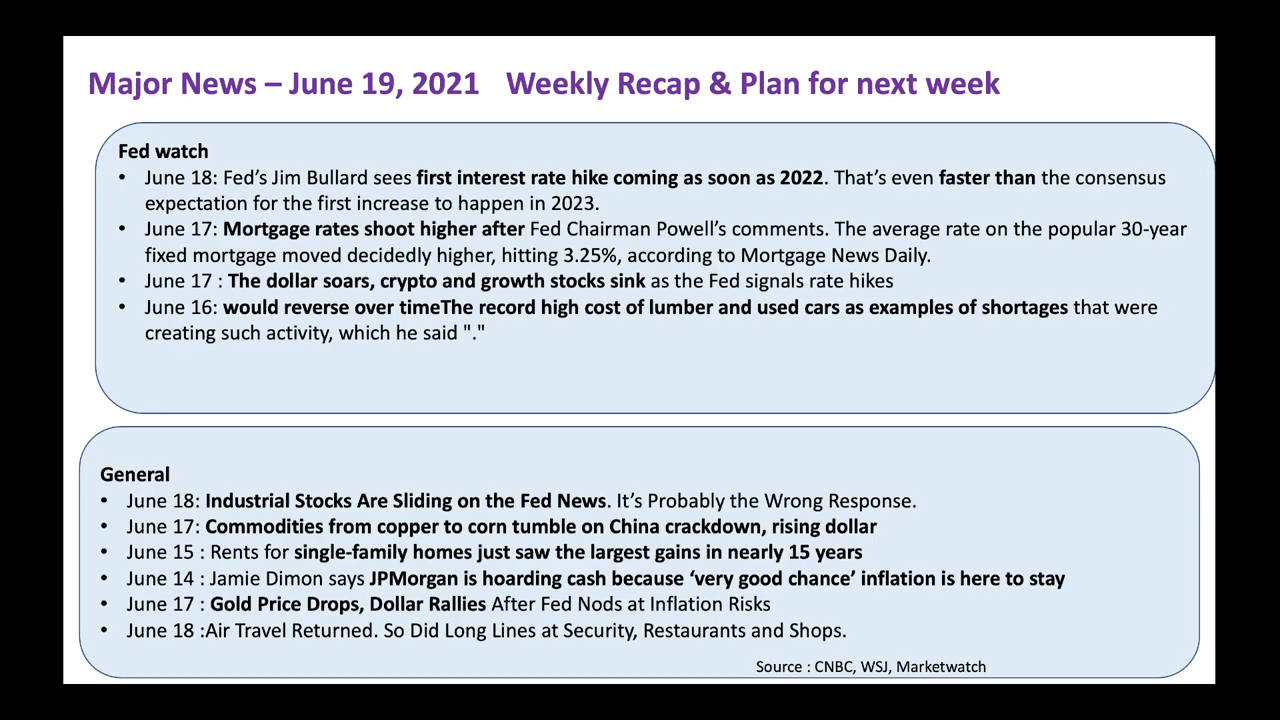 Major News – June 19, 2021 Weekly Recap & Plan for next week
Fed watch
• June 18: Fed’s Jim Bullard sees first interest rate hike coming as soon as 2022. That’s even faster than the consensus
expectation for the first increase to happen in 2023.
• June 17: Mortgage rates shoot higher after Fed Chairman Powell’s comments. The average rate on the popular 30-year
fixed mortgage moved decidedly higher, hitting 3.25%, according to Mortgage News Daily.
• June 17 : The dollar soars, crypto and growth stocks sink as the Fed signals rate hikes
• June 16: would reverse over timeThe record high cost of lumber and used cars as examples of shortages that were
creating such activity, which he said "."
General
• June 18: Industrial Stocks Are Sliding on the Fed News. It’s Probably the Wrong Response.
• June 17: Commodities from copper to corn tumble on China crackdown, rising dollar
• June 15 : Rents for single-family homes just saw the largest gains in nearly 15 years
• June 14 : Jamie Dimon says JPMorgan is hoarding cash because ‘very good chance’ inflation is here to stay
• June 17 : Gold Price Drops, Dollar Rallies After Fed Nods at Inflation Risks
• June 18 :Air Travel Returned. So Did Long Lines at Security, Restaurants and Shops.
Source : CNBC, WSJ, Marketwatch